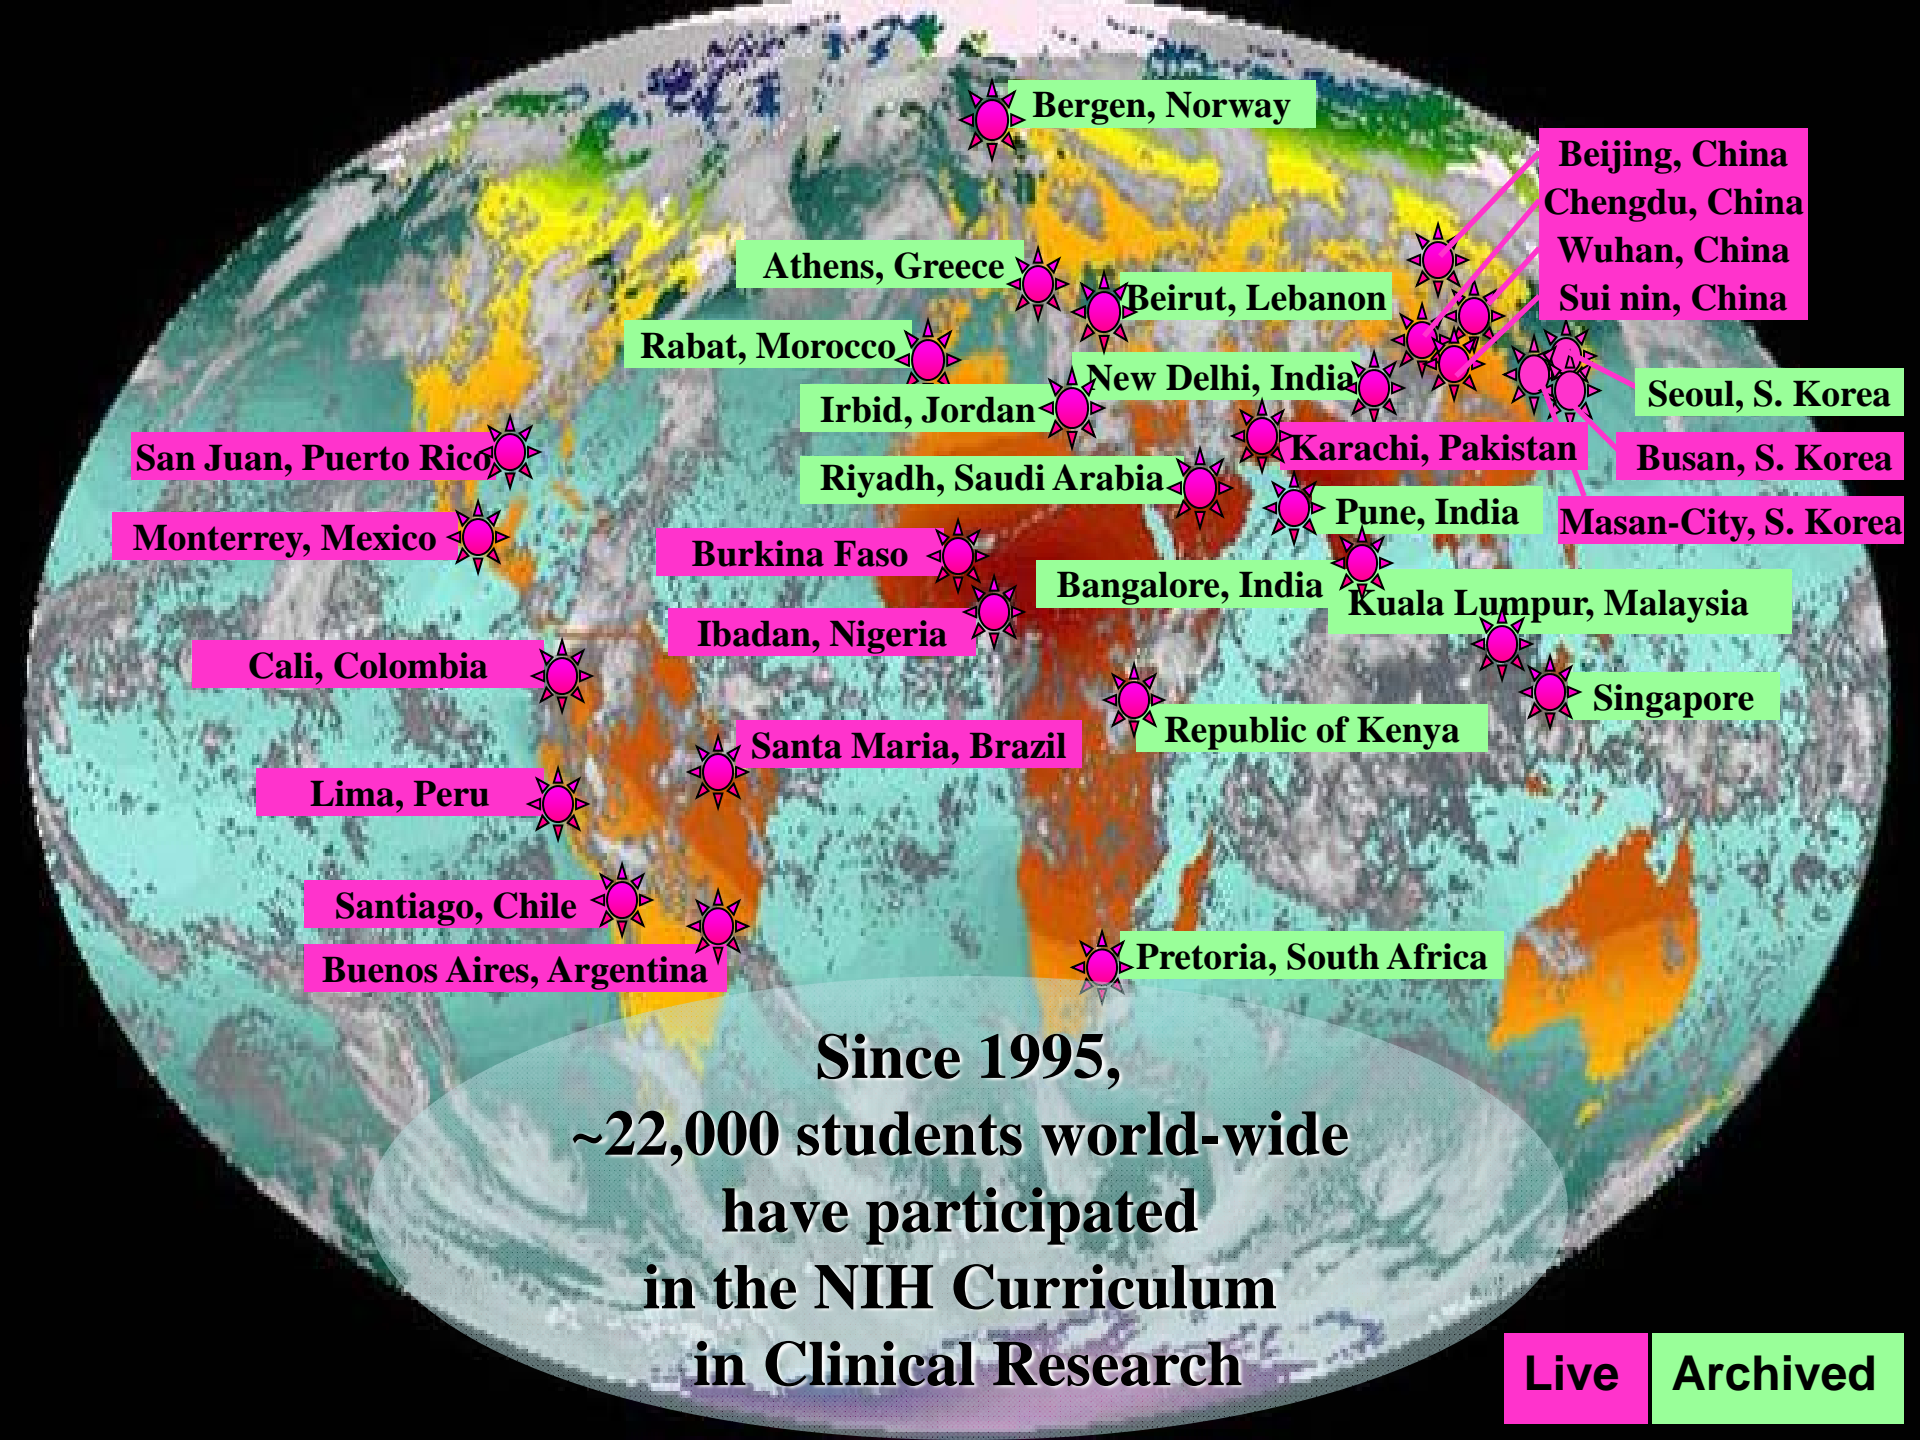 Bergen, Norway
Beijing, China
Chengdu, China
Wuhan, China
Sui nin, China
Athens, Greece
Beirut, Lebanon
Rabat, Morocco
New Delhi, India
Seoul, S. Korea
Irbid, Jordan
San Juan, Puerto Rico
Karachi, Pakistan
Busan, S. Korea
Riyadh, Saudi Arabia
Pune, India
Masan-City, S. Korea
Monterrey, Mexico
Burkina Faso
Bangalore, India
Kuala Lumpur, Malaysia
Ibadan, Nigeria
Cali, Colombia
Singapore
Republic of Kenya
Santa Maria, Brazil
Lima, Peru
Santiago, Chile
Pretoria, South Africa
Buenos Aires, Argentina
Since 1995,
~22,000 students world-wide
have participated
in the NIH Curriculum
in Clinical Research
Live
Archived